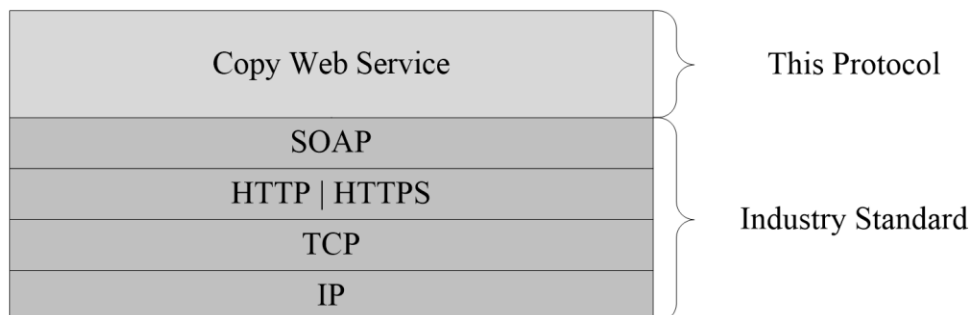 Copy Web Service
This Protocol
SOAP
HTTP | HTTPS
TCP
IP
Industry Standard